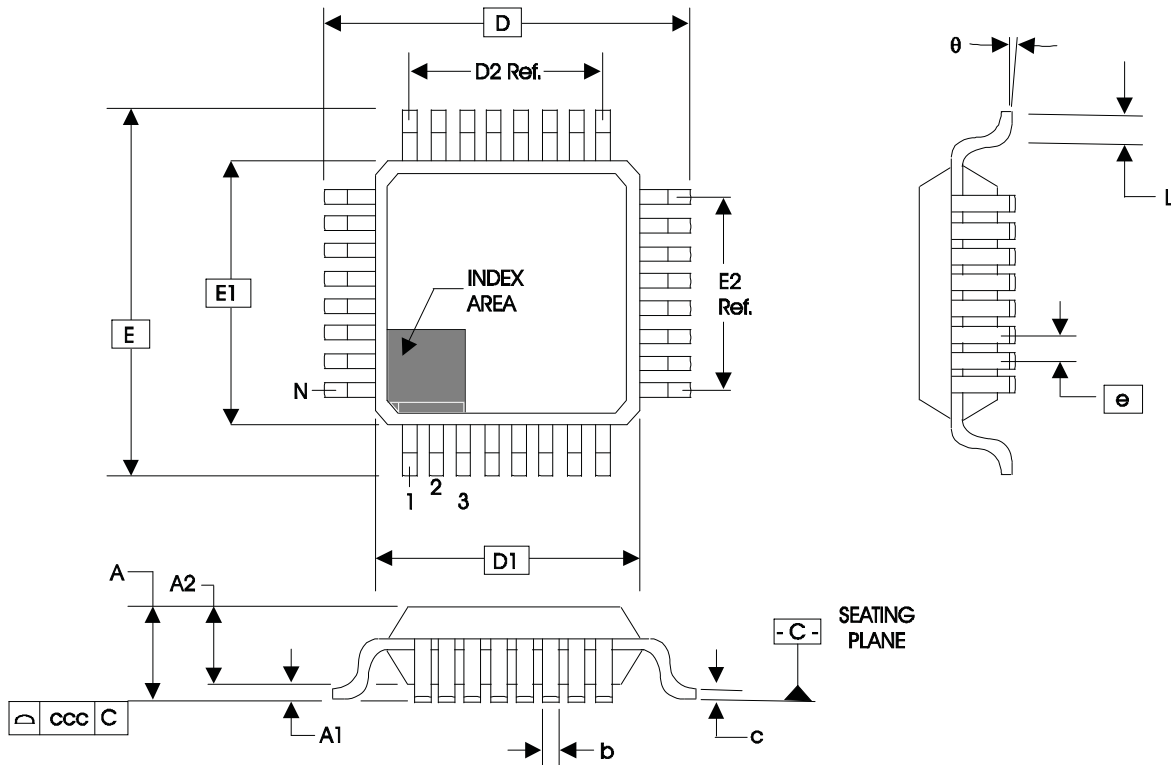 D
D2 Ref.
θ
L
E1
INDEX
AREA
E2
Ref.
E
N
e
1
2
3
D1
A
A2
- C -
SEATING
PLANE
ccc C
A1
b
c